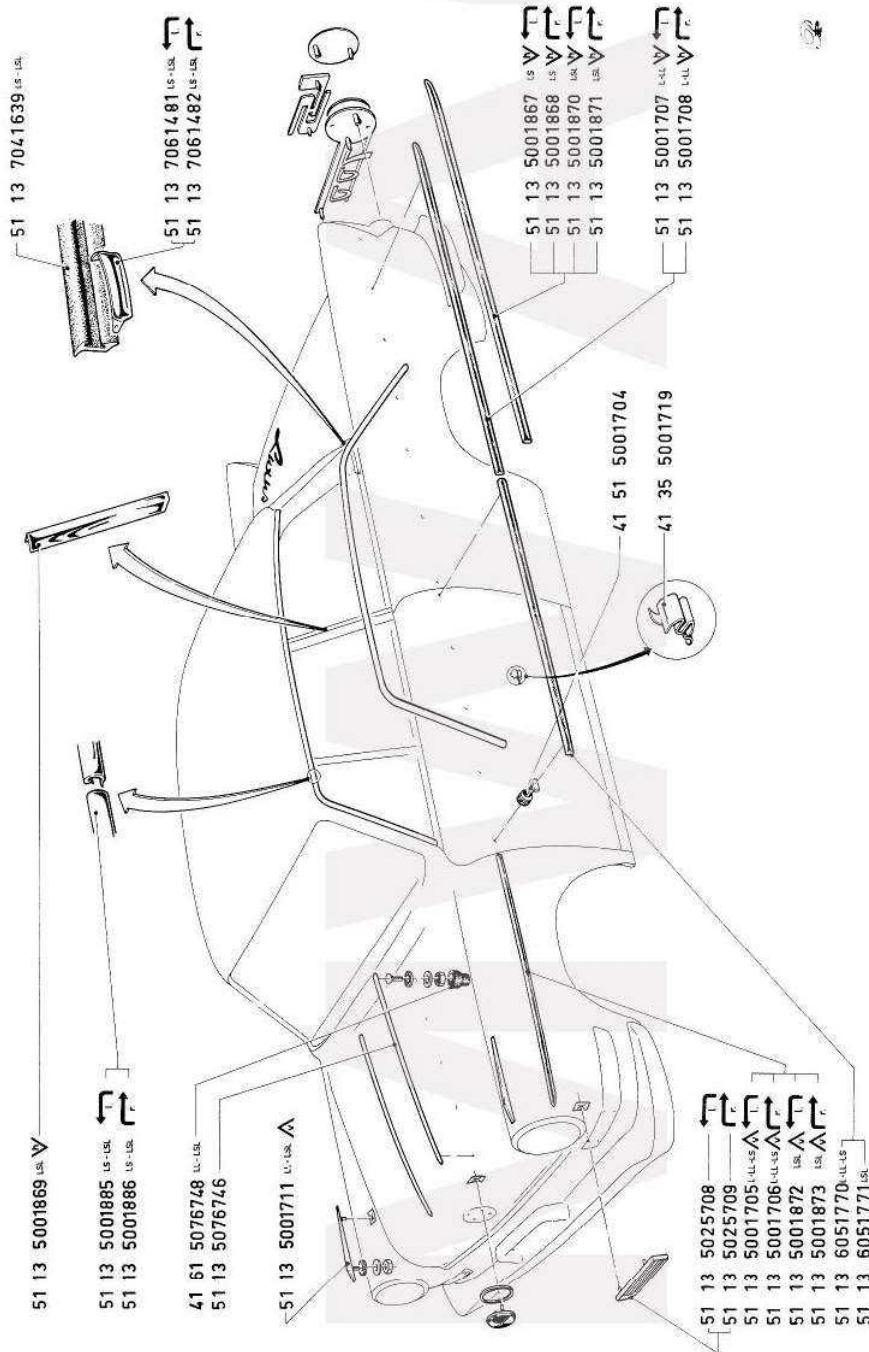 51 13 5001869 LSL
51 13 5001885 LS-LSL
51 13 5001886 LS-LSL
41 61 5076748 LL-LSL
51 13 5076746
51 13 5001711 LL-LSL
51 13 5025708
51 13 5025709
51 13 5001705 L-LL-LS
51 13 5001706 L-LL-LS
51 13 5001872 LSL
51 13 5001873 LSL
51 13 6051770 L-LL-LS
51 13 6051771 LSL
41 51 5001704
41 35 5001719
Luxus
51 13 7041639 LS-LSL
51 13 7061481 LS-LSL
51 13 7061482 LS-LSL
51 13 5001867 LS
51 13 5001868 LS
51 13 5001870 LSL
51 13 5001871 LSL
51 13 5001707 L-LL
51 13 5001708 L-LL